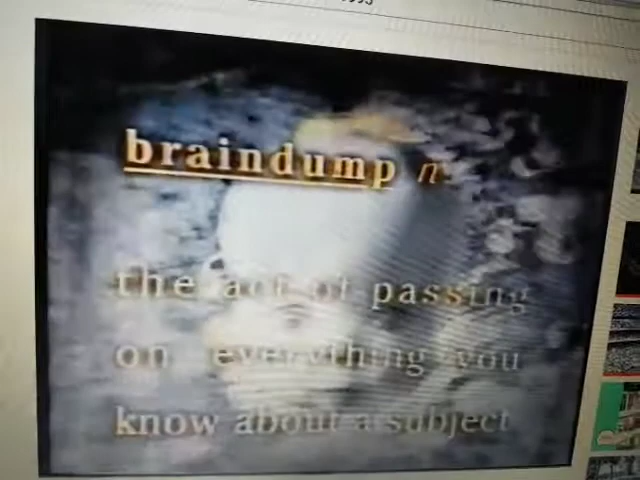 braindump n.
the act of passing
on everything you
know about a subject